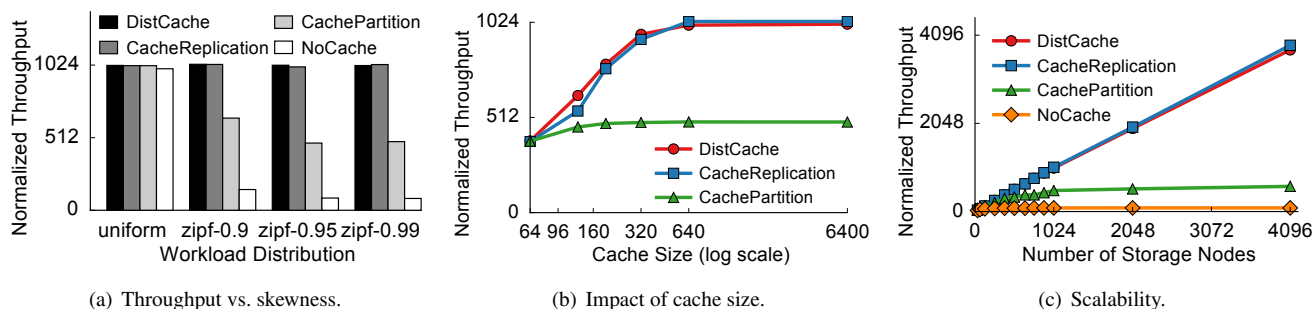 DistCache
CachePartition
CacheReplication
NoCache
Normalized Throughput
1024
512
0
uniform zipf-0.9 zipf-0.95 zipf-0.99
Workload Distribution
(a) Throughput vs. skewness.
Normalized Throughput
1024
512
0
DistCache
CacheReplication
CachePartition
64 96 160 320 640 6400
Cache Size (log scale)
(b) Impact of cache size.
Normalized Throughput
4096
2048
0
DistCache
CacheReplication
CachePartition
NoCache
0 1024 2048 3072 4096
Number of Storage Nodes
(c) Scalability.